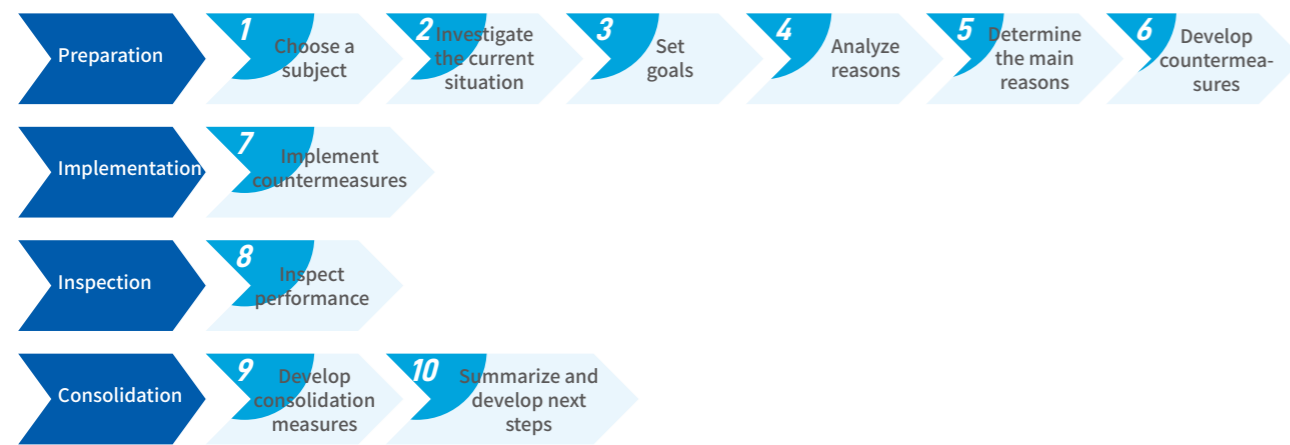 Preparation
1
Choose a
subject
2
Investigate
the current
situation
3
Set
goals
4
Analyze
reasons
5
Determine
the main
reasons
6
Develop
countermea-
sures
Implementation
7
Implement
countermeasures
Inspection
8
Inspect
performance
Consolidation
9
Develop
consolidation
measures
10
Summarize and
develop next
steps